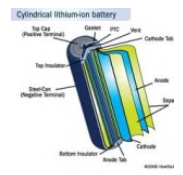 Cylindrical lithium-ion battery
Top Cap
(Positive Terminal)
Gasket
PTC
Vent
Cathode Tab
Top Insulator
Anode
Steel-Can
(Negative Terminal)
Cathode
Bottom Insulator
Anode Tab